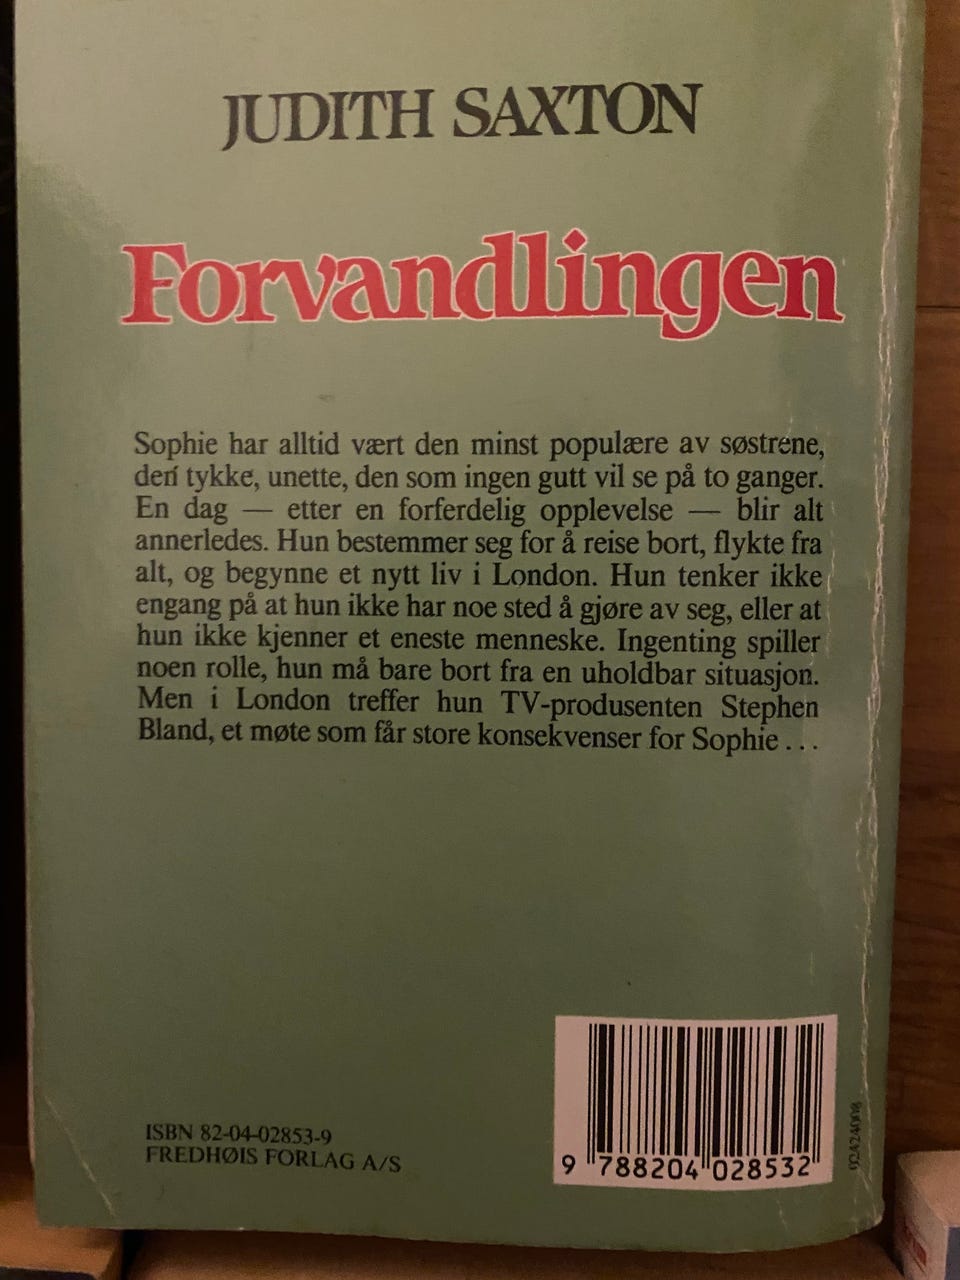 JUDITH SAXTON
Forvandlingen
Sophie har alltid vært den minst populære av søstrene,
den tykke, unette, den som ingen gutt vil se på to ganger.
En dag — etter en forferdelig opplevelse — blir alt
annerledes. Hun bestemmer seg for å reise bort, flykte fra
alt, og begynne et nytt liv i London. Hun tenker ikke
engang på at hun ikke har noe sted å gjøre av seg, eller at
hun ikke kjenner et eneste menneske. Ingenting spiller
noen rolle, hun må bare bort fra en uholdbar situasjon.
Men i London treffer hun TV-produsenten Stephen
Bland, et møte som får store konsekvenser for Sophie ...
ISBN 82-04-02853-9
FREDHØIS FORLAG A/S
9 788204 028532